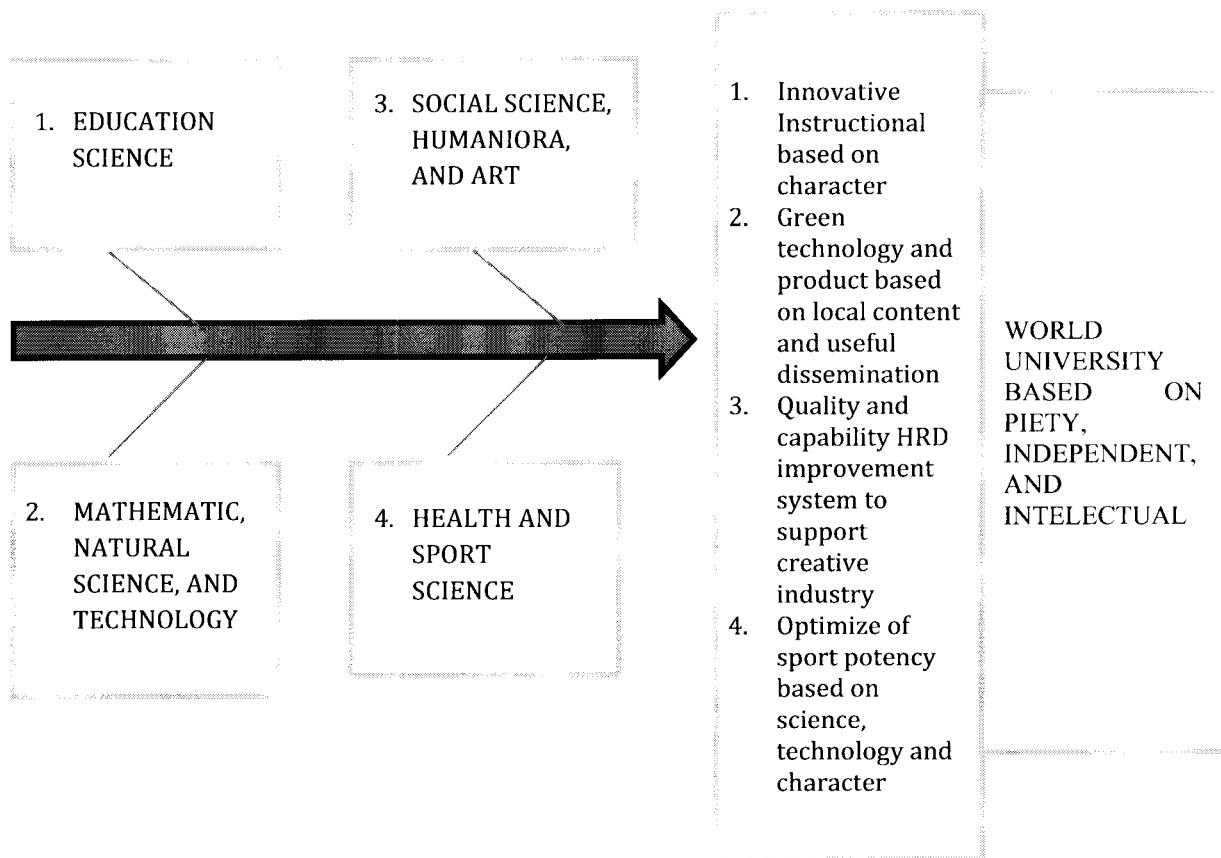 1. EDUCATION
SCIENCE
3. SOCIAL SCIENCE,
HUMANIORA,
AND ART
2. MATHEMATIC,
NATURAL
SCIENCE, AND
TECHNOLOGY
4. HEALTH AND
SPORT
SCIENCE
1. Innovative
Instructional
based on
character
2. Green
technology and
product based
on local content
and useful
dissemination
3. Quality and
capability HRD
improvement
system to
support
creative
industry
4. Optimize of
sport potency
based on
science,
technology and
character
WORLD
UNIVERSITY
BASED ON
PIETY,
INDEPENDENT,
AND
INTELECTUAL